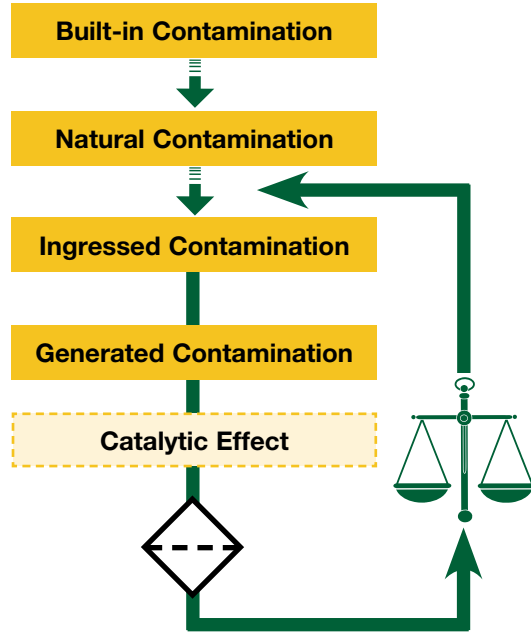 Built-in Contamination
Natural Contamination
Ingressed Contamination
Generated Contamination
Catalytic Effect